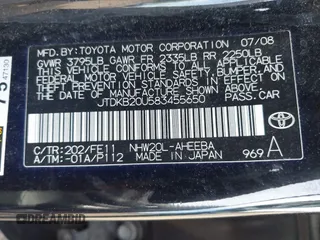 MFD. BY: TOYOTA MOTOR CORPORATION 07/08
GVWR 3795LB GAWR FR 2335LB RR 2250LB
THIS VEHICLE CONFORMS TO ALL APPLICABLE
FEDERAL MOTOR VEHICLE SAFETY, BUMPER, AND
THEFT PREVENTION STANDARDS IN EFFECT ON
THE DATE OF MANUFACTURE SHOWN ABOVE.
JTDKB20U583455650 PASS. CAR
C/TR:202/FE11 NHW20L-AHEEBA
A/TM:-01A/P112 MADE IN JAPAN 969 A
TOYOTA
47130